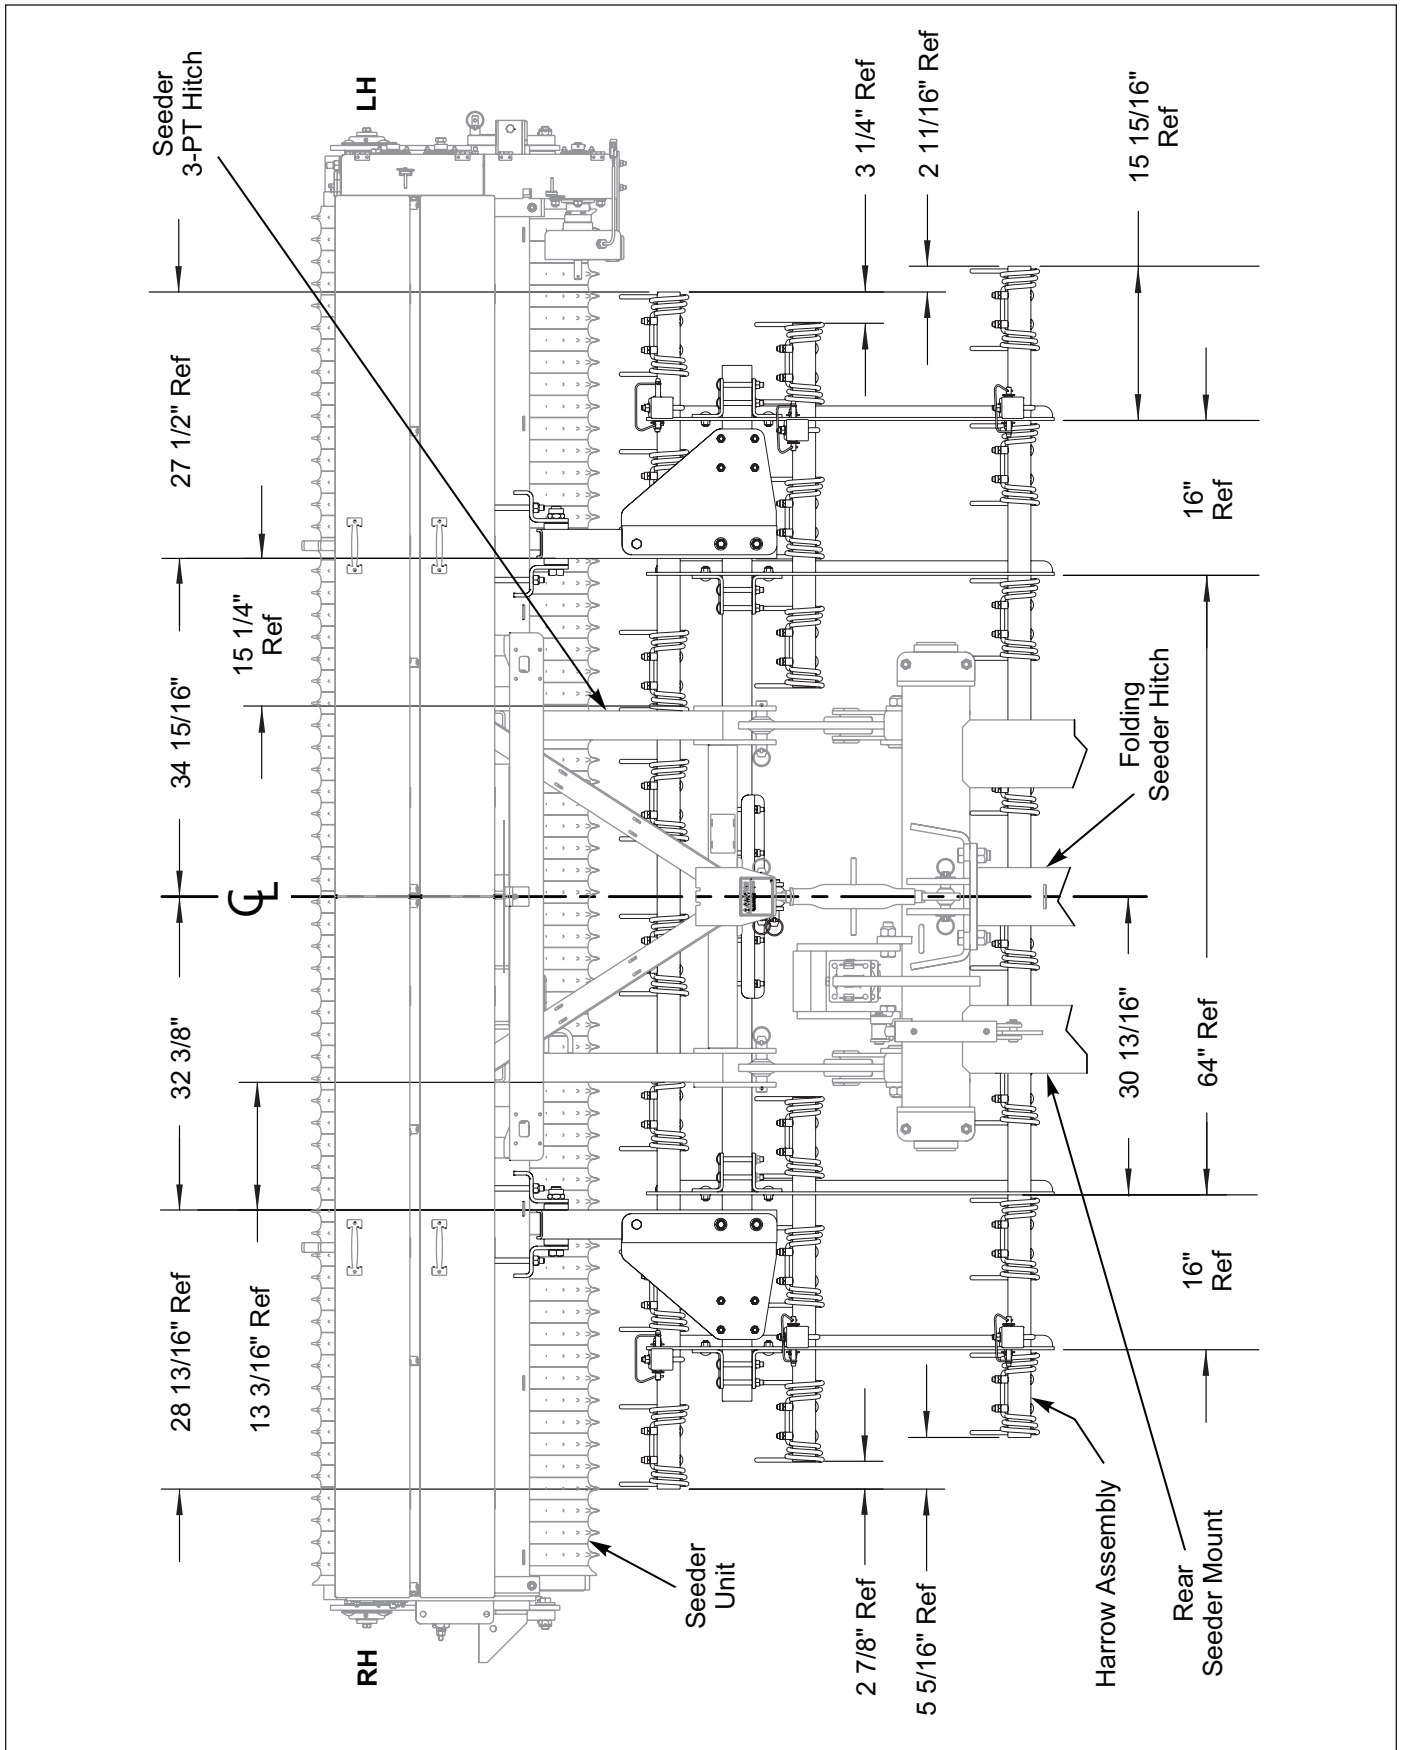 Seeder
3-PT Hitch
LH
3 1/4" Ref
2 11/16" Ref
15 15/16"
Ref
27 1/2" Ref
16"
Ref
15 1/4"
Ref
34 15/16"
Folding
Seeder Hitch
CL
32 3/8"
30 13/16"
64" Ref
28 13/16" Ref
13 3/16" Ref
16"
Ref
RH
Seeder
Unit
2 7/8" Ref
5 5/16" Ref
Harrow Assembly
Rear
Seeder Mount